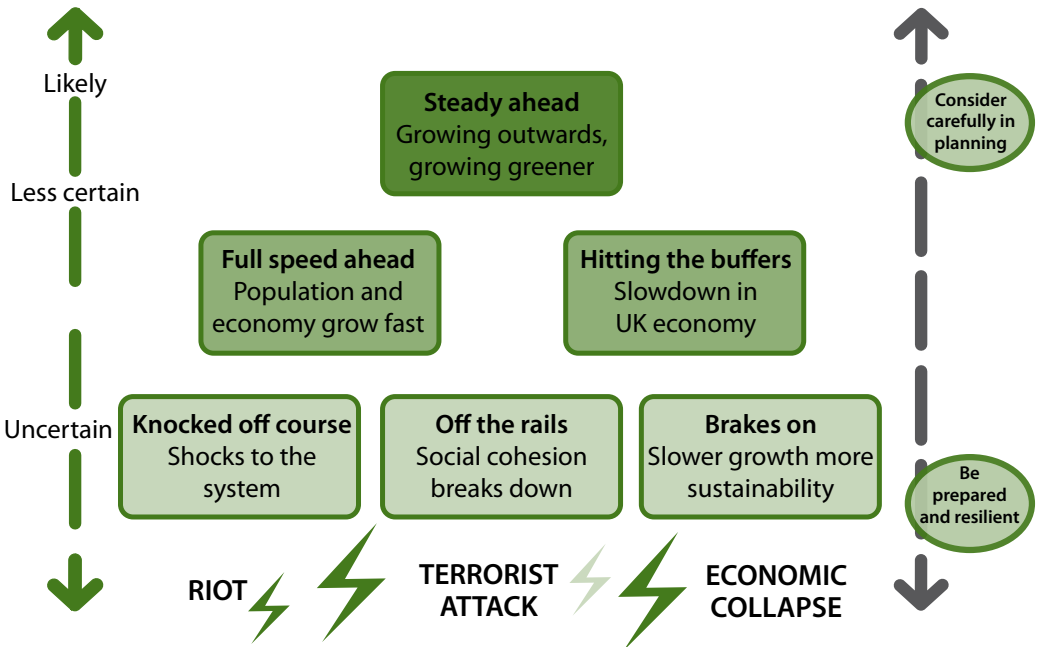 Likely
Steady ahead
Growing outwards,
growing greener
Consider
carefully in
planning
Less certain
Full speed ahead
Population and
economy grow fast
Hitting the buffers
Slowdown in
UK economy
Uncertain
Knocked off course
Shocks to the
system
Off the rails
Social cohesion
breaks down
Brakes on
Slower growth more
sustainability
Be
prepared
and resilient
RIOT
TERRORIST
ATTACK
ECONOMIC
COLLAPSE